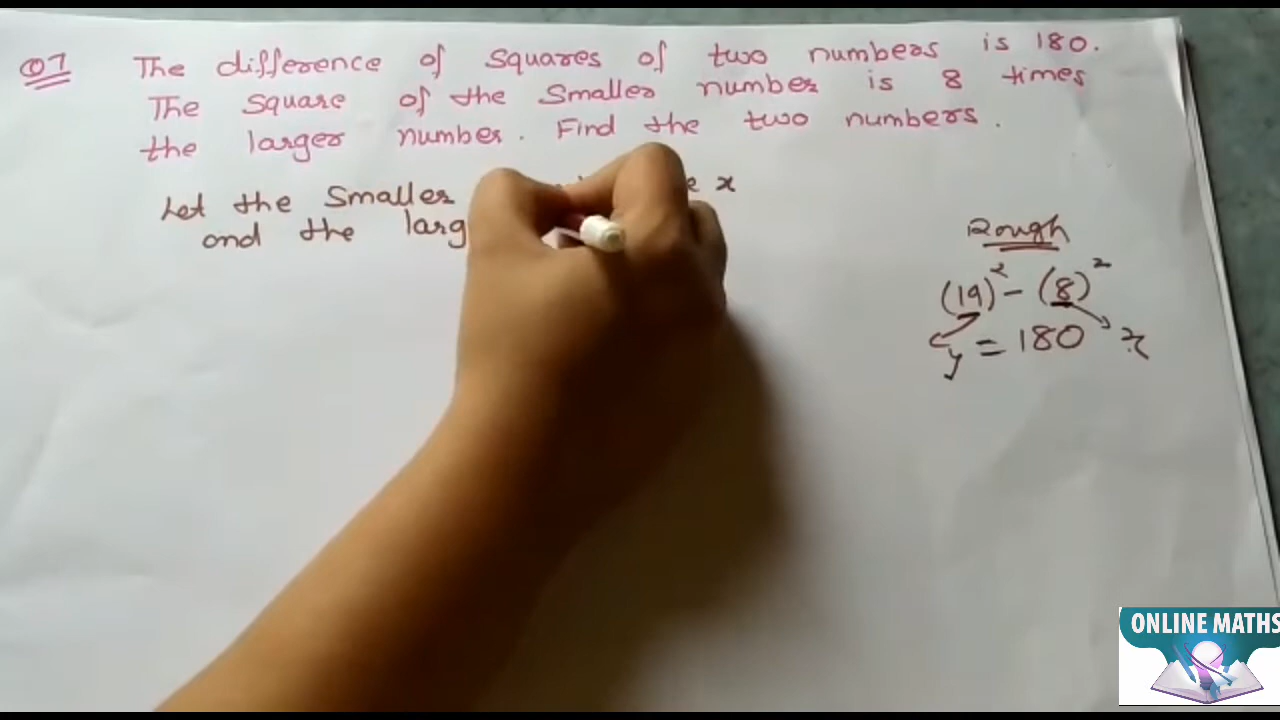 Q7 The difference of squares of two numbers is 180.
The square of the smaller number is 8 times
the larger number. Find the two numbers.
Let the Smaller x
and the larg
Rough
(19)² - (8)²
y = 180 x
ONLINE MATHS